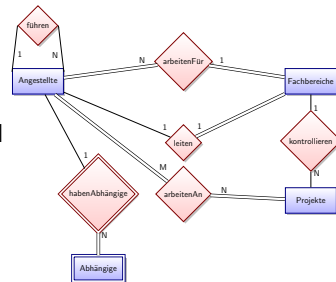 führen
1 N
Angestellte
N arbeitenFür 1
Fachbereiche
1 leiten 1
1
kontrollieren
N
M
arbeitenAn N
Projekte
1
habenAbhängige
N
Abhängige